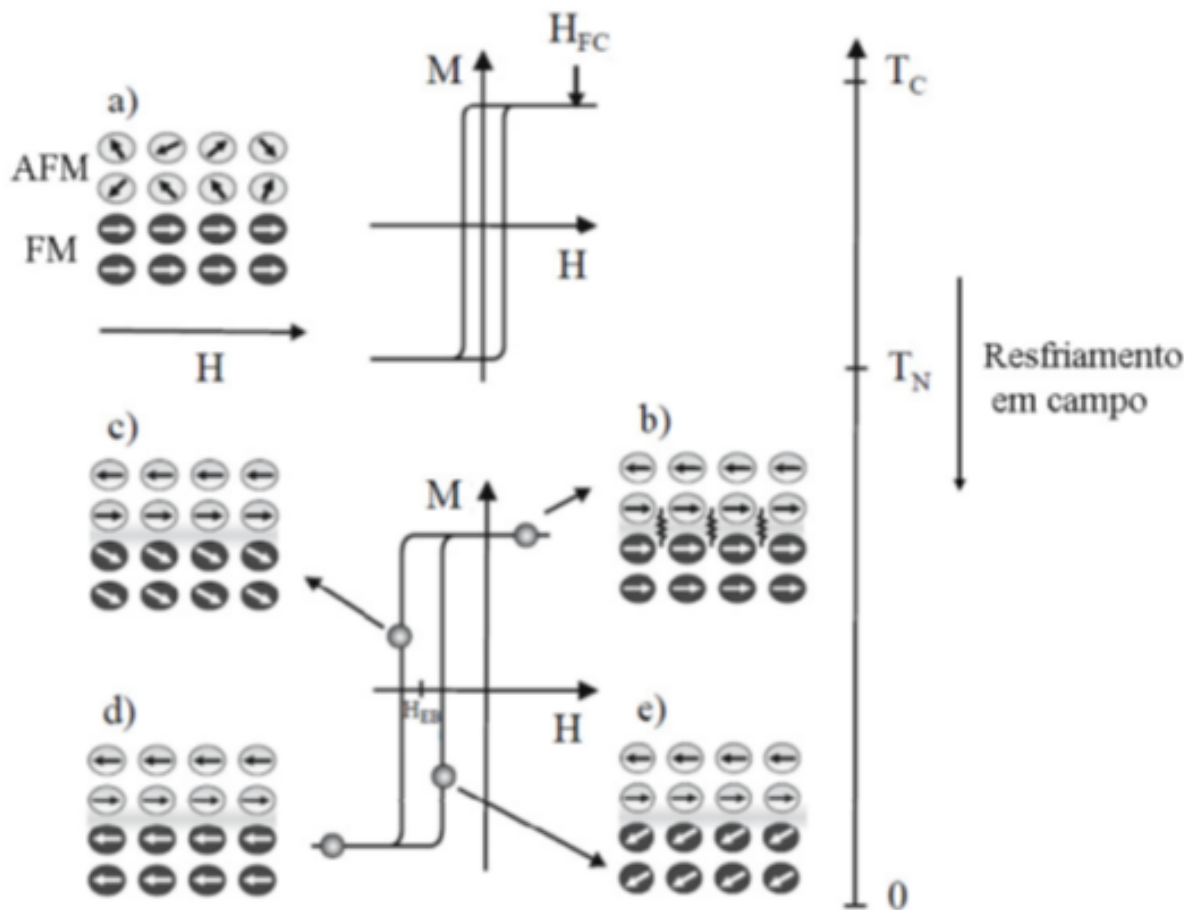 H_FC
M
T_C
a)
AFM
FM
H
H
T_N
Resfriamento
em campo
c)
b)
M
H_EB
H
d)
e)
0